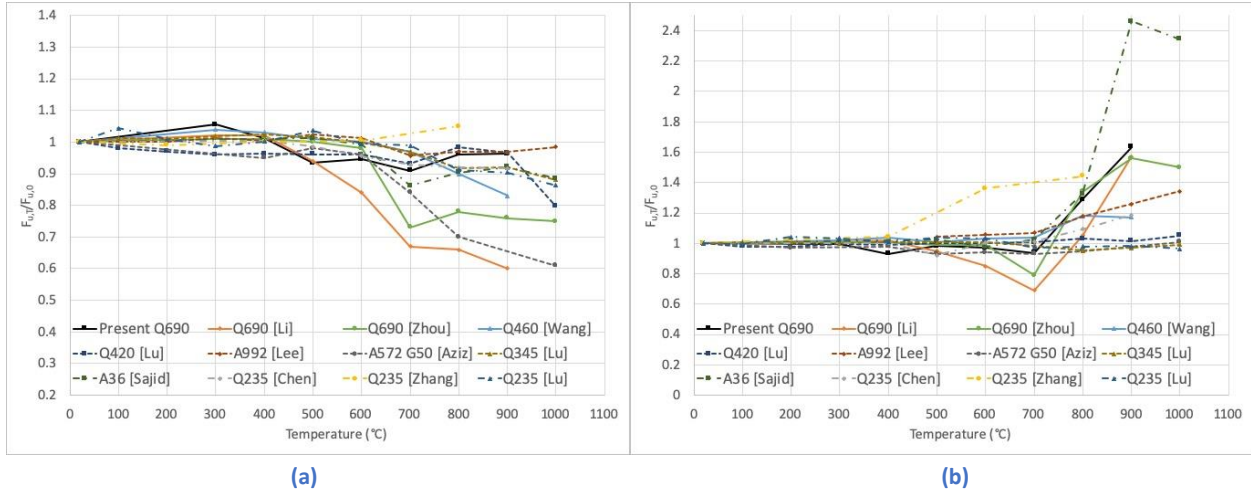 1.4
1.3
1.2
1.1
1
0.9
0.8
0.7
0.6
0.5
0.4
0.3
0.2
Fu,T/Fu,0
Present Q690
Q690 [Li]
Q690 [Zhou]
Q460 [Wang]
Q420 [Lu]
A992 [Lee]
A572 G50 [Aziz]
Q345 [Lu]
A36 [Sajid]
Q235 [Chen]
Q235 [Zhang]
Q235 [Lu]
0 100 200 300 400 500 600 700 800 900 1000 1100
Temperature (°C)
(a)
2.4
2.2
2
1.8
1.6
1.4
1.2
1
0.8
0.6
0.4
0.2
0
Fu,T/Fu,0
Present Q690
Q690 [Li]
Q690 [Zhou]
Q460 [Wang]
Q420 [Lu]
A992 [Lee]
A572 G50 [Aziz]
Q345 [Lu]
A36 [Sajid]
Q235 [Chen]
Q235 [Zhang]
Q235 [Lu]
0 100 200 300 400 500 600 700 800 900 1000 1100
Temperature (°C)
(b)